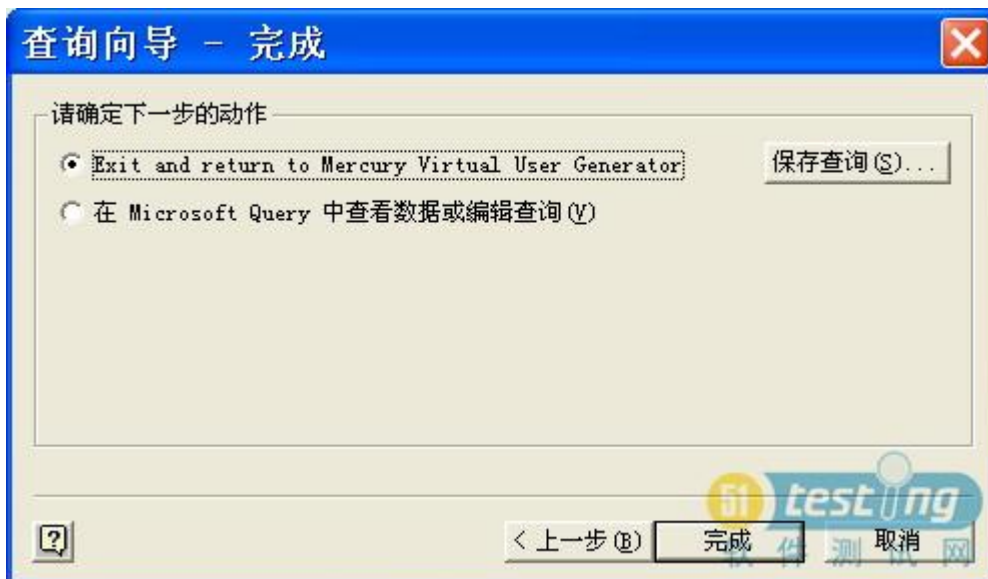 查询向导 - 完成
请确定下一步的动作
Exit and return to Mercury Virtual User Generator
保存查询(S)...
在 Microsoft Query 中查看数据或编辑查询(V)
51testing
软件测试网
< 上一步(B)
完成
取消